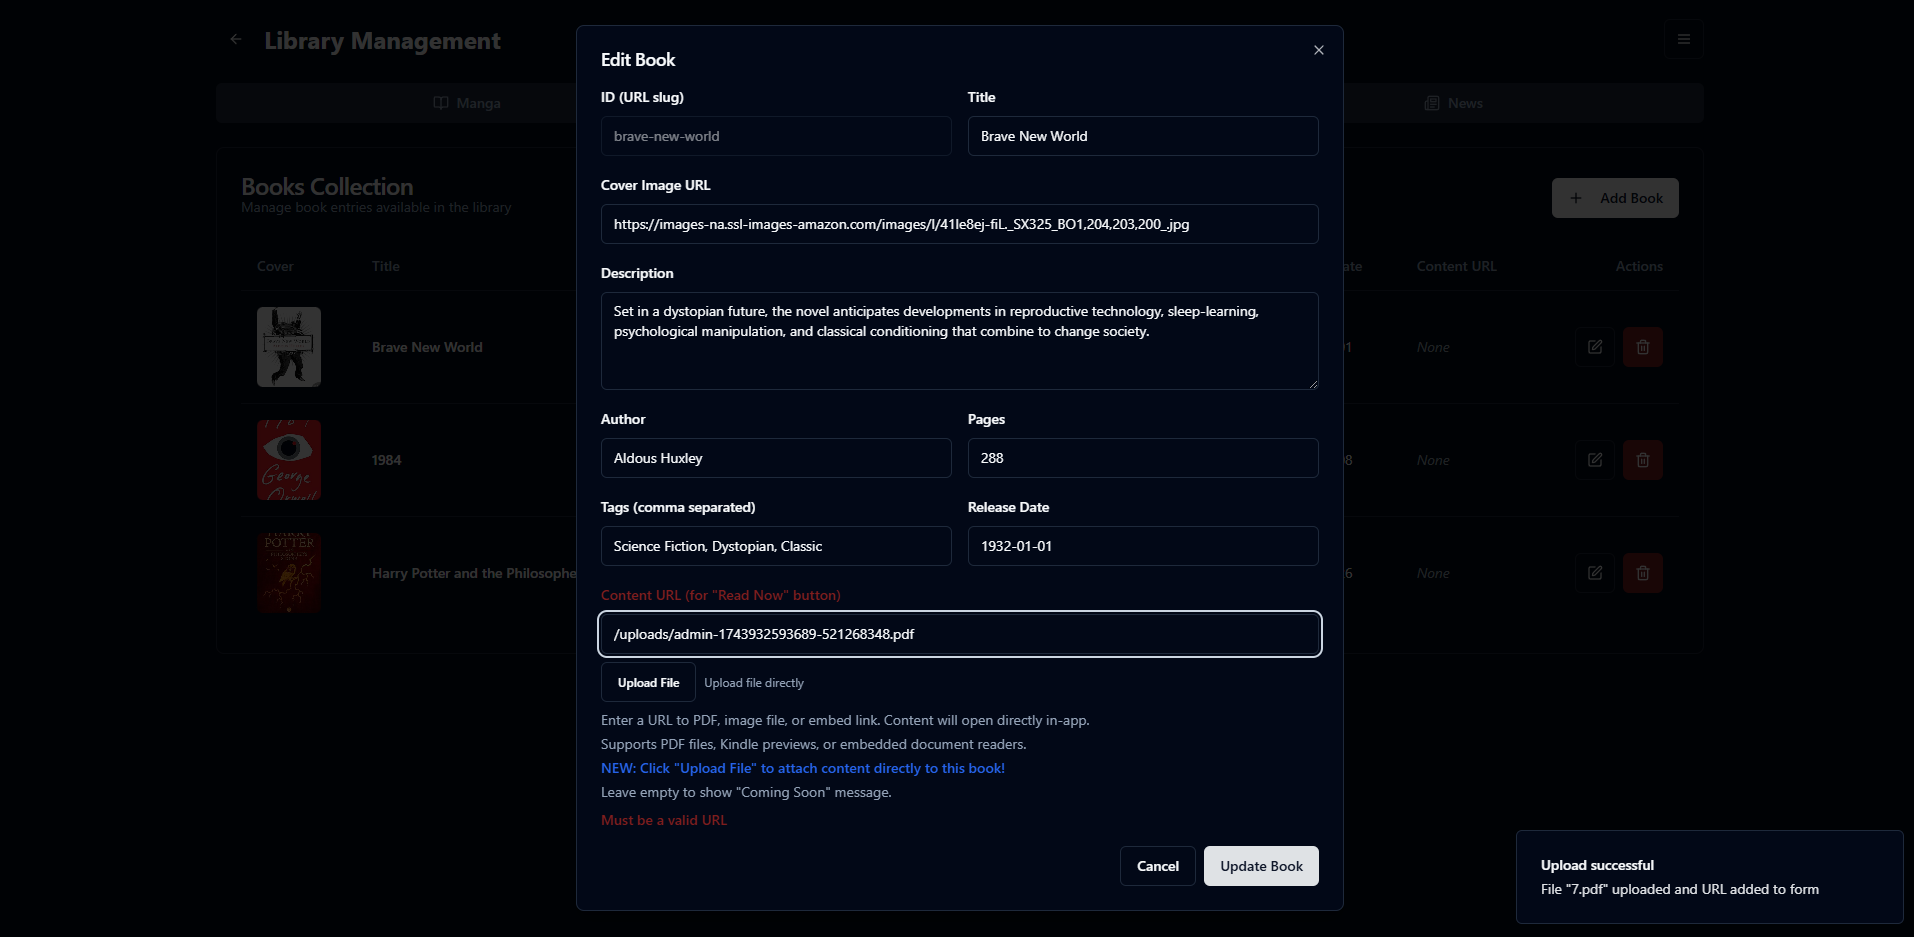 Library Management
Manga
News
Books Collection
Manage book entries available in the library
Add Book
Cover
Title
Content URL
Actions
Brave New World
None
1984
George
None
HARRY
POTTER
Harry Potter and the Philosophe
None
Edit Book
ID (URL slug)
Title
brave-new-world
Brave New World
Cover Image URL
https://images-na.ssl-images-amazon.com/images/I/41le8ej-fiL._SX325_BO1,204,203,200_.jpg
Description
Set in a dystopian future, the novel anticipates developments in reproductive technology, sleep-learning,
psychological manipulation, and classical conditioning that combine to change society.
Author
Pages
Aldous Huxley
288
Tags (comma separated)
Release Date
Science Fiction, Dystopian, Classic
1932-01-01
Content URL (for "Read Now" button)
/uploads/admin-1743932593689-521268348.pdf
Upload File
Upload file directly
Enter a URL to PDF, image file, or embed link. Content will open directly in-app.
Supports PDF files, Kindle previews, or embedded document readers.
NEW: Click "Upload File" to attach content directly to this book!
Leave empty to show "Coming Soon" message.
Must be a valid URL
Cancel
Update Book
Upload successful
File "7.pdf" uploaded and URL added to form